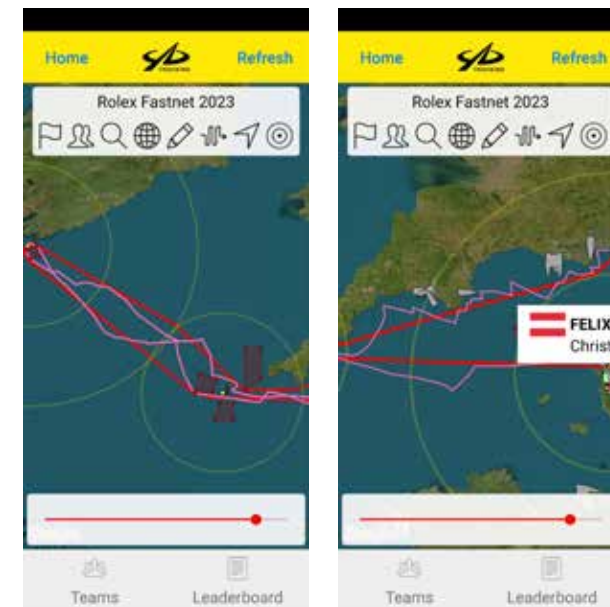 Home
Refresh
Rolex Fastnet 2023
Teams
Leaderboard
Home
Refresh
Rolex Fastnet 2023
FELIX
Christ
Teams
Leaderboard